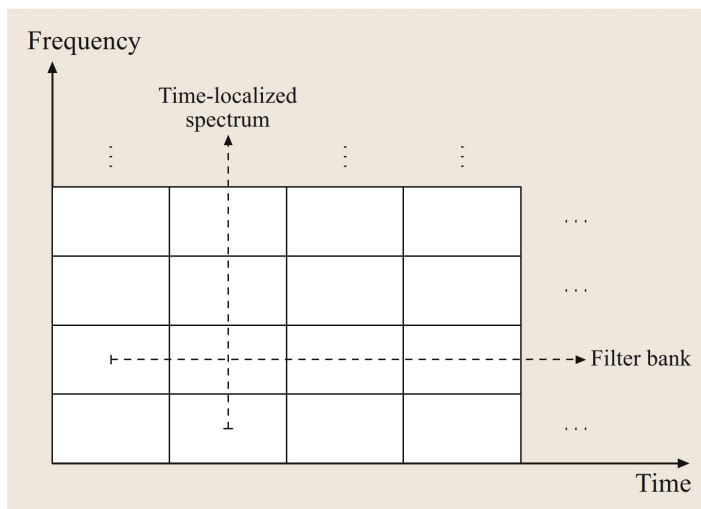 Frequency
Time-localized
spectrum
Filter bank
Time